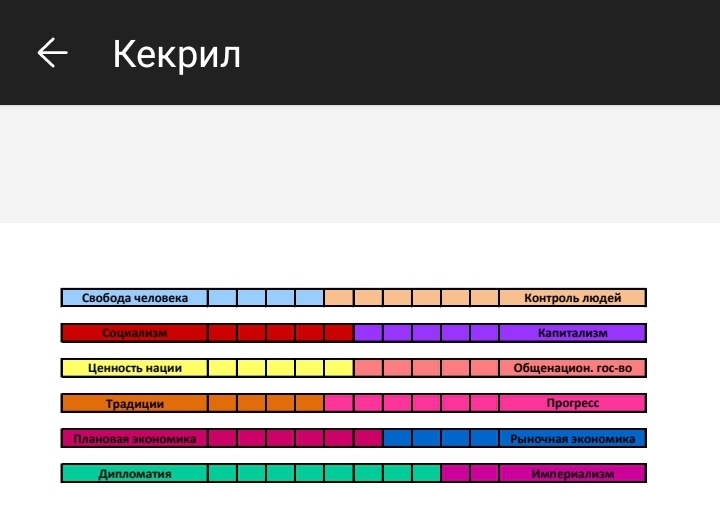 Кекрил
Свобода человека Контроль людей
Социализм Капитализм
Ценность нации Общенацион. гос-во
Традиции Прогресс
Плановая экономика Рыночная экономика
Дипломатия Империализм